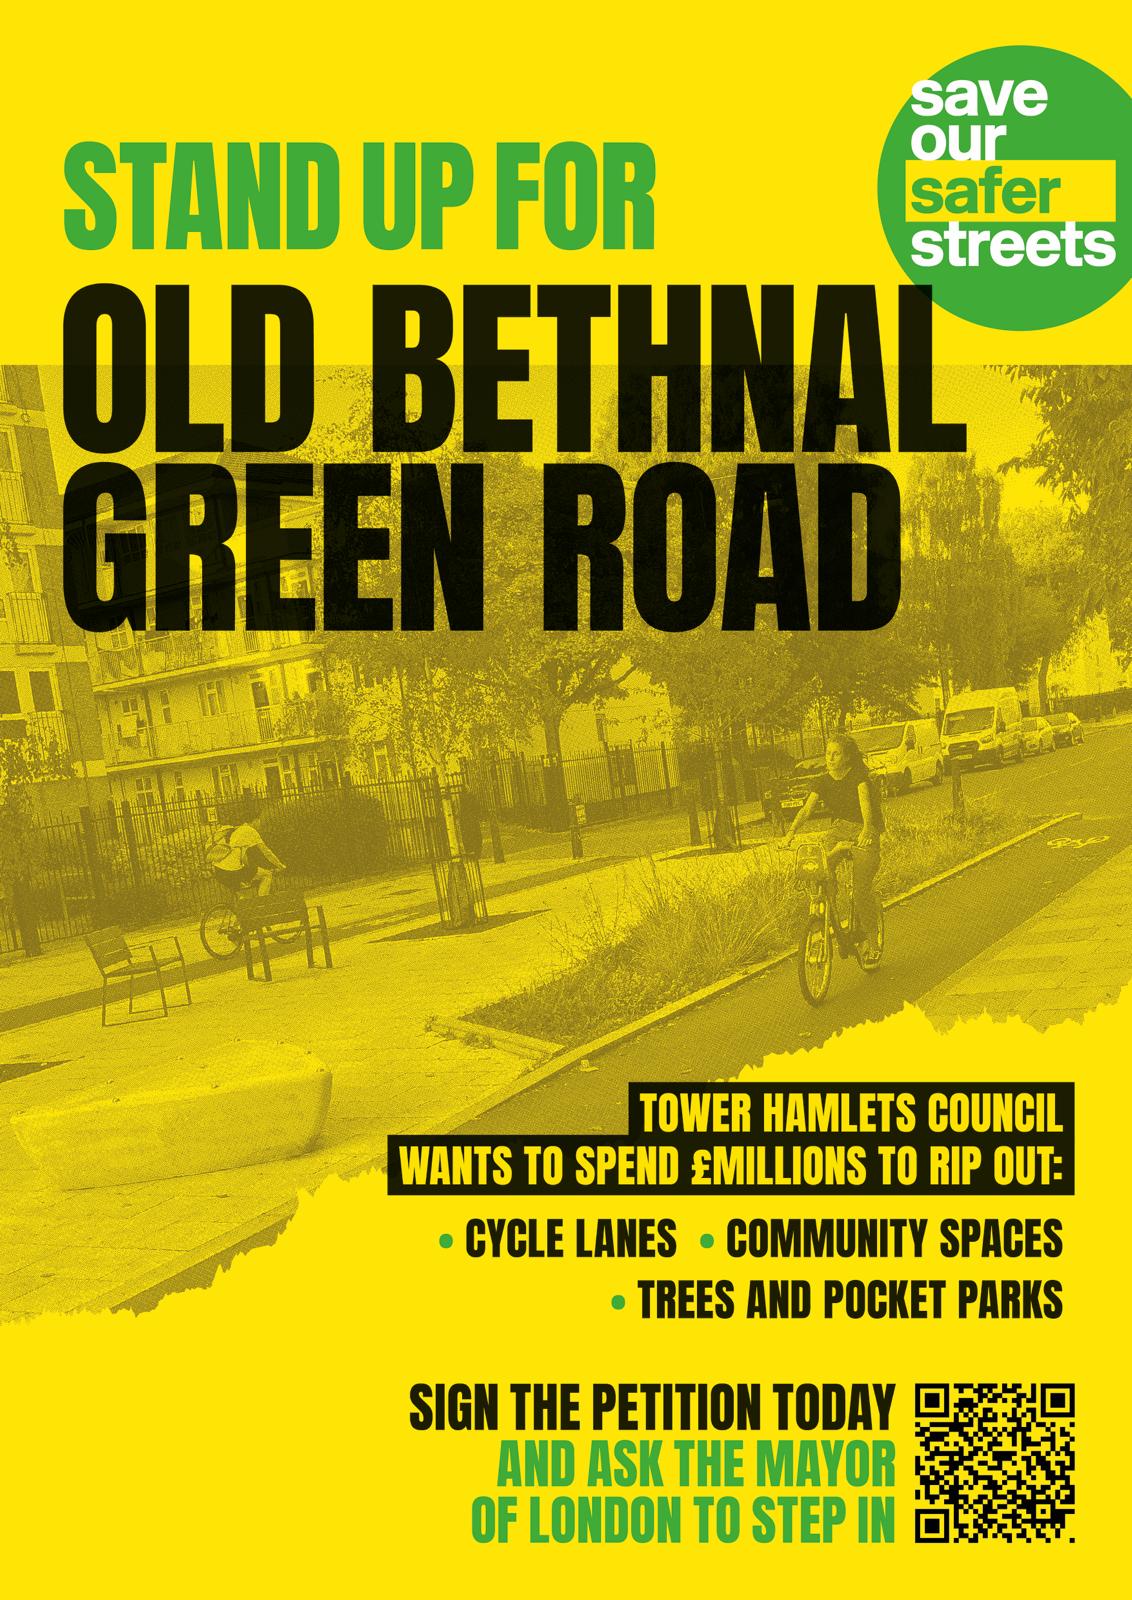 save
our
safer
streets
STAND UP FOR
OLD BETHNAL
GREEN ROAD
TOWER HAMLETS COUNCIL
WANTS TO SPEND £MILLIONS TO RIP OUT:
• CYCLE LANES • COMMUNITY SPACES
• TREES AND POCKET PARKS
SIGN THE PETITION TODAY
AND ASK THE MAYOR
OF LONDON TO STEP IN